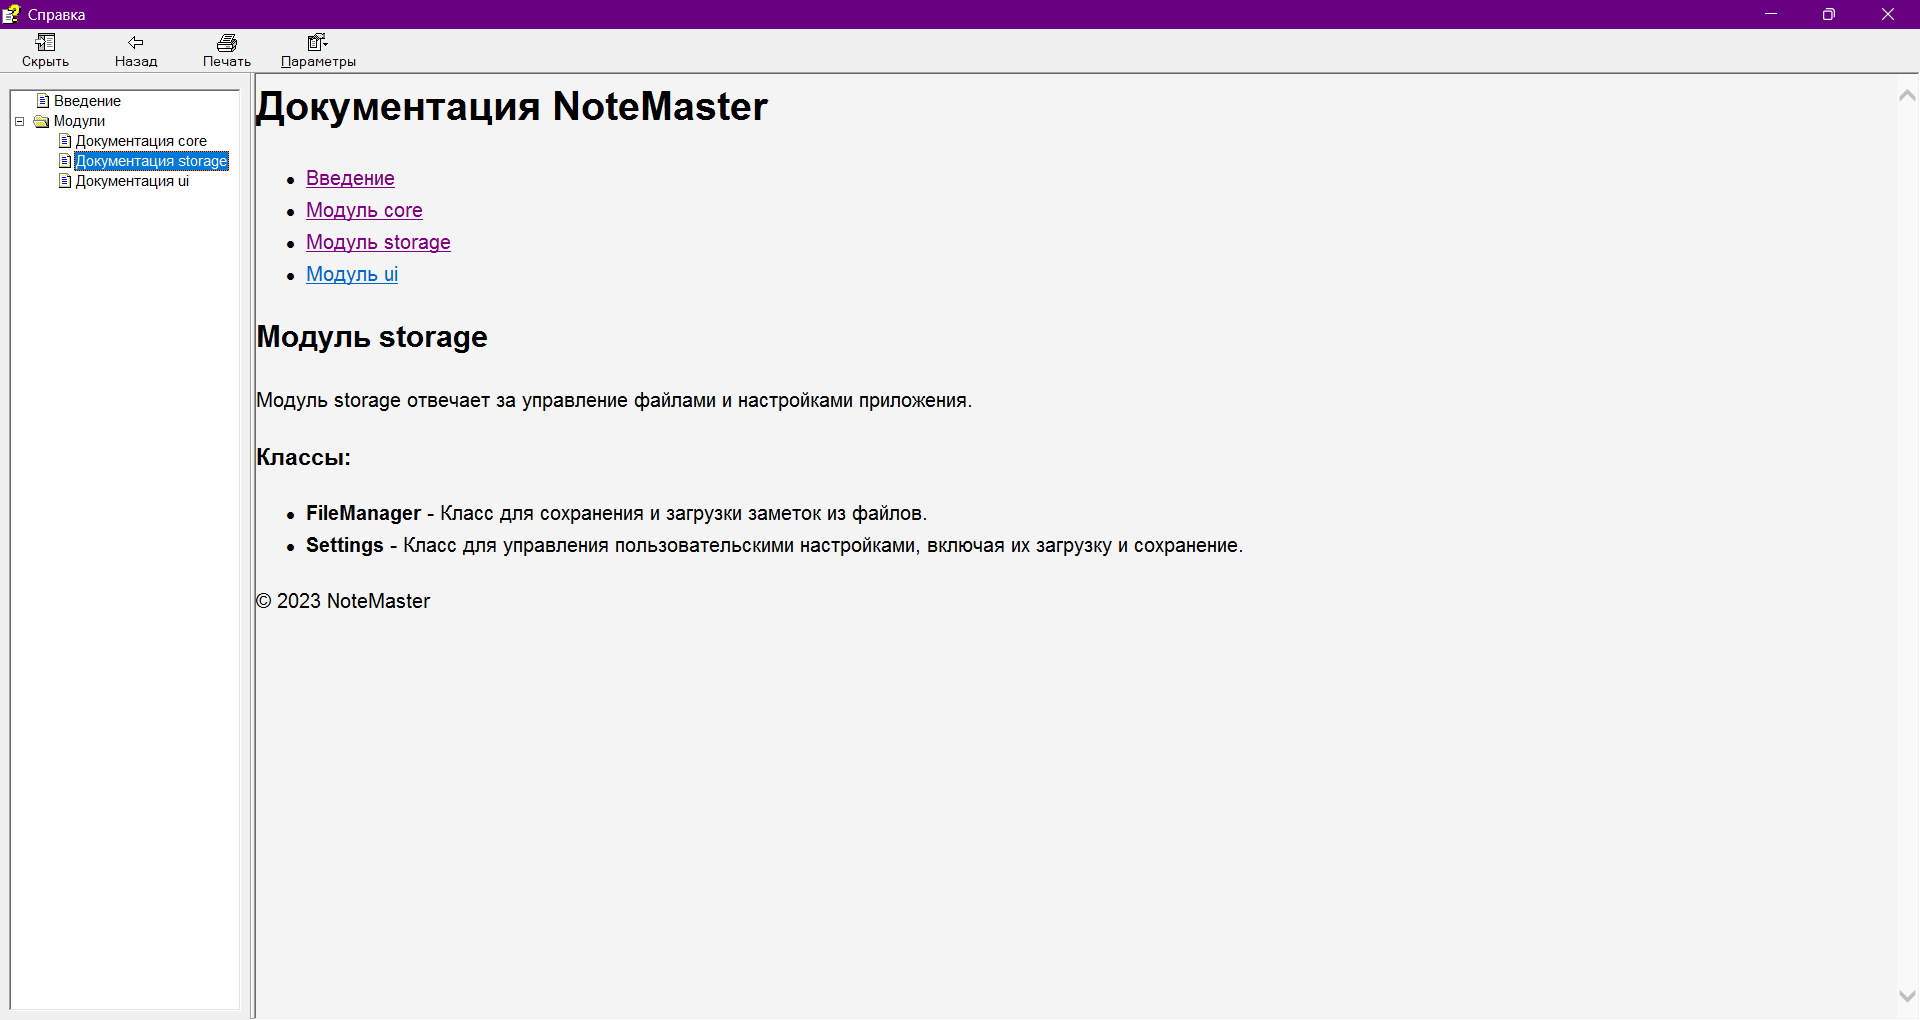 Справка
Скрыть
Назад
Печать
Параметры
Введение
Модули
Документация core
Документация storage
Документация ui
Документация NoteMaster
Введение
Модуль core
Модуль storage
Модуль ui
Модуль storage
Модуль storage отвечает за управление файлами и настройками приложения.
Классы:
FileManager - Класс для сохранения и загрузки заметок из файлов.
Settings - Класс для управления пользовательскими настройками, включая их загрузку и сохранение.
© 2023 NoteMaster